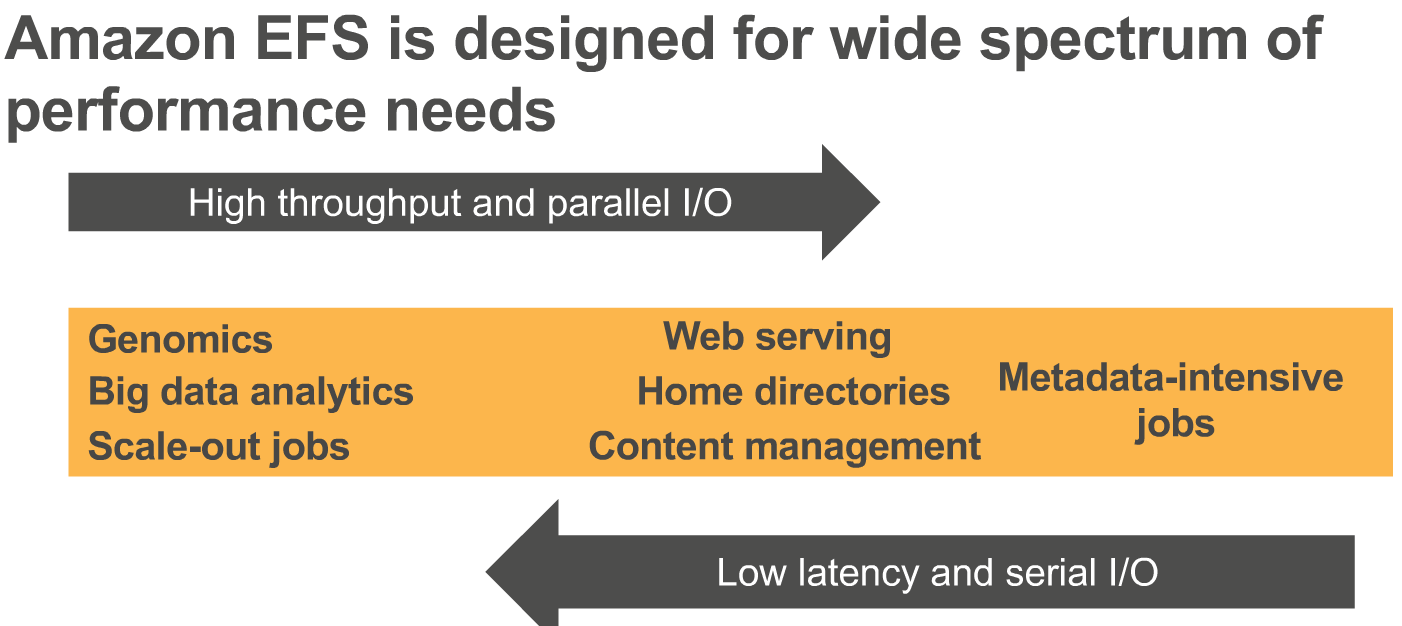 Amazon EFS is designed for wide spectrum of
performance needs
High throughput and parallel I/O
Genomics
Big data analytics
Scale-out jobs
Web serving
Home directories
Content management
Metadata-intensive
jobs
Low latency and serial I/O